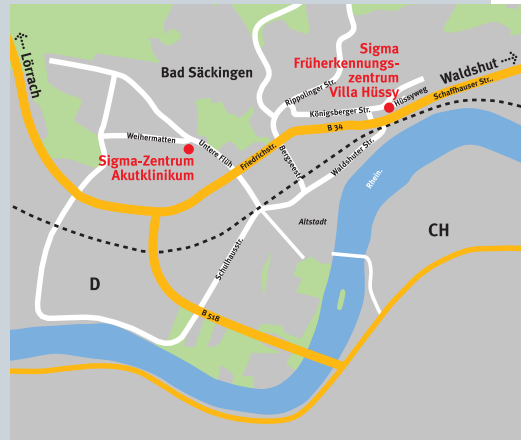 Lörrach
Bad Säckingen
Sigma
Früherkennungs-
zentrum
Villa Hüssy
Waldshut
Schaffhauser Str..
Rippolinger Str.
Königsberger Str.
Hüssyweg
B 34
Weihermatten
Untere Flüh
Friedrichstr.
Bergseestr.
Waldshuter Str.
Sigma-Zentrum
Akutklinikum
Rhein.
Altstadt
CH
Schulhausstr.
D
B 518